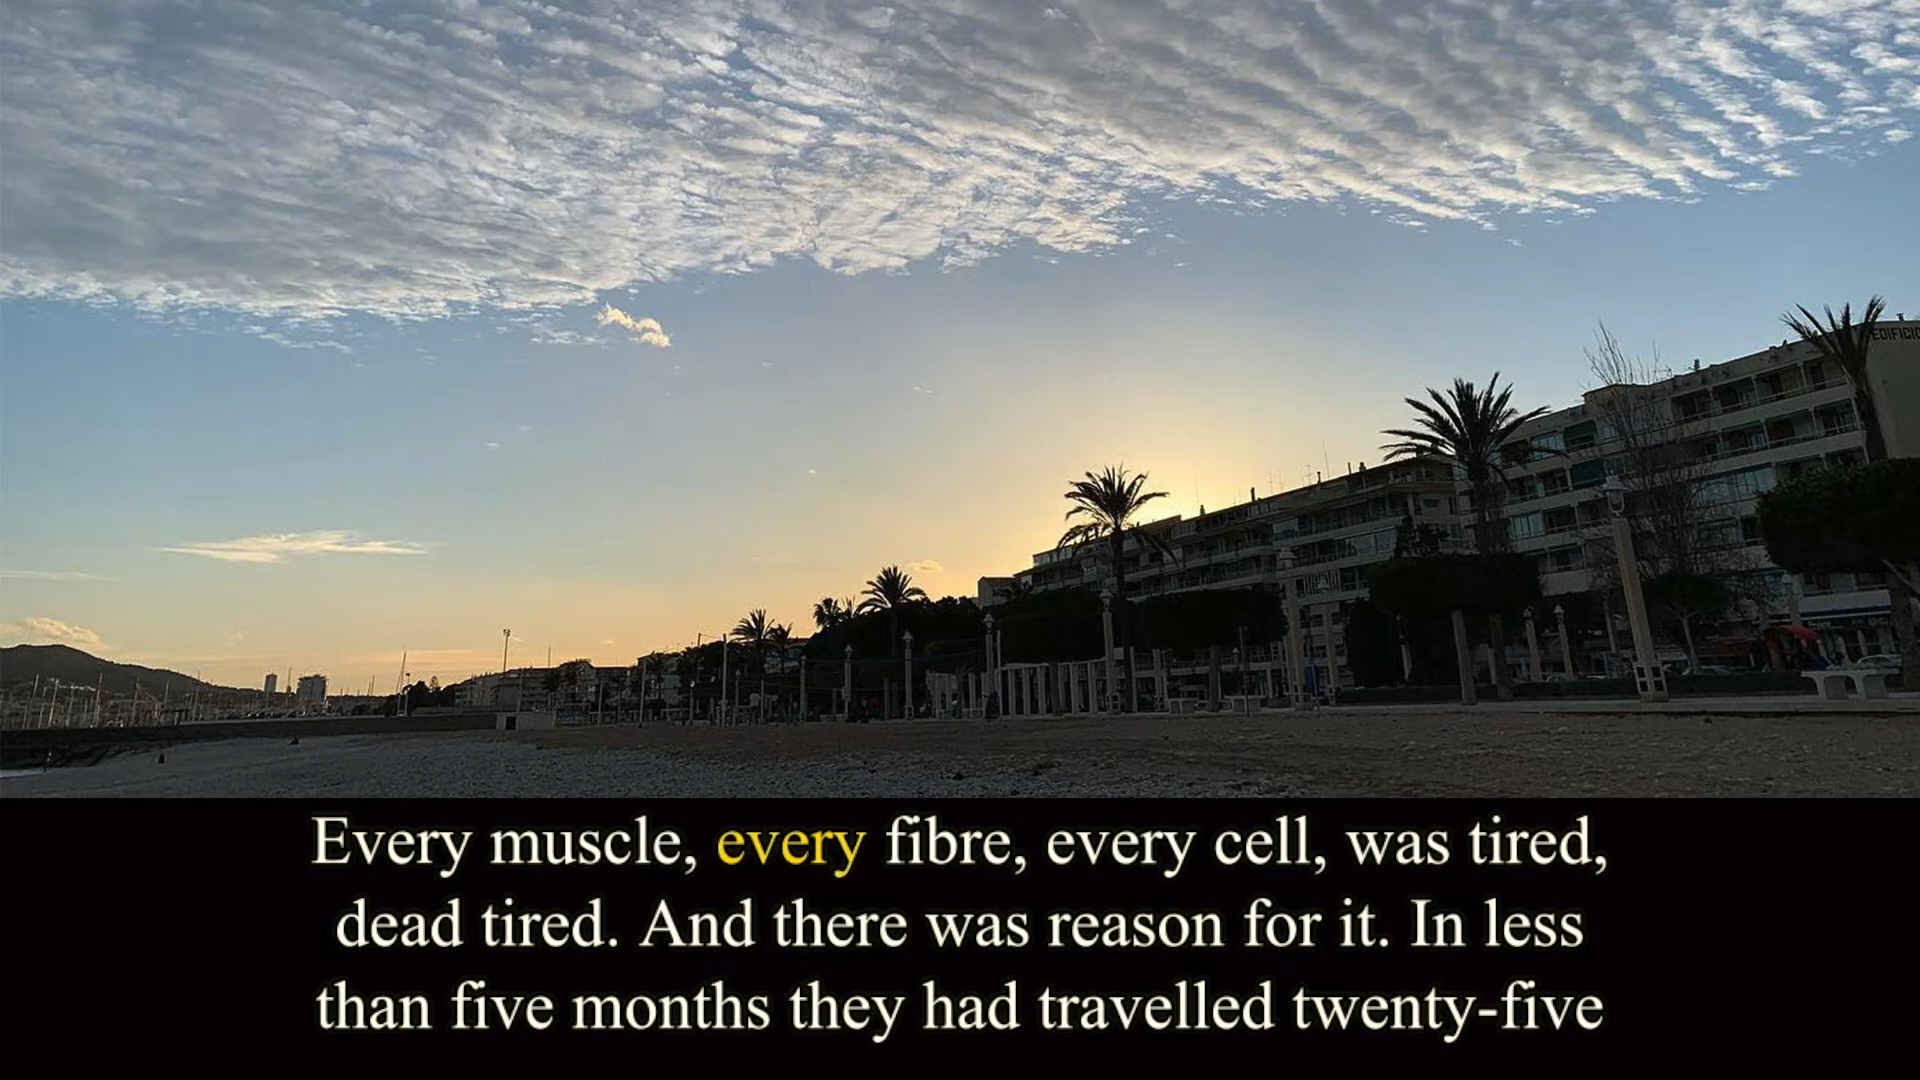 EDIFICIO
Every muscle, every fibre, every cell, was tired,
dead tired. And there was reason for it. In less
than five months they had travelled twenty-five